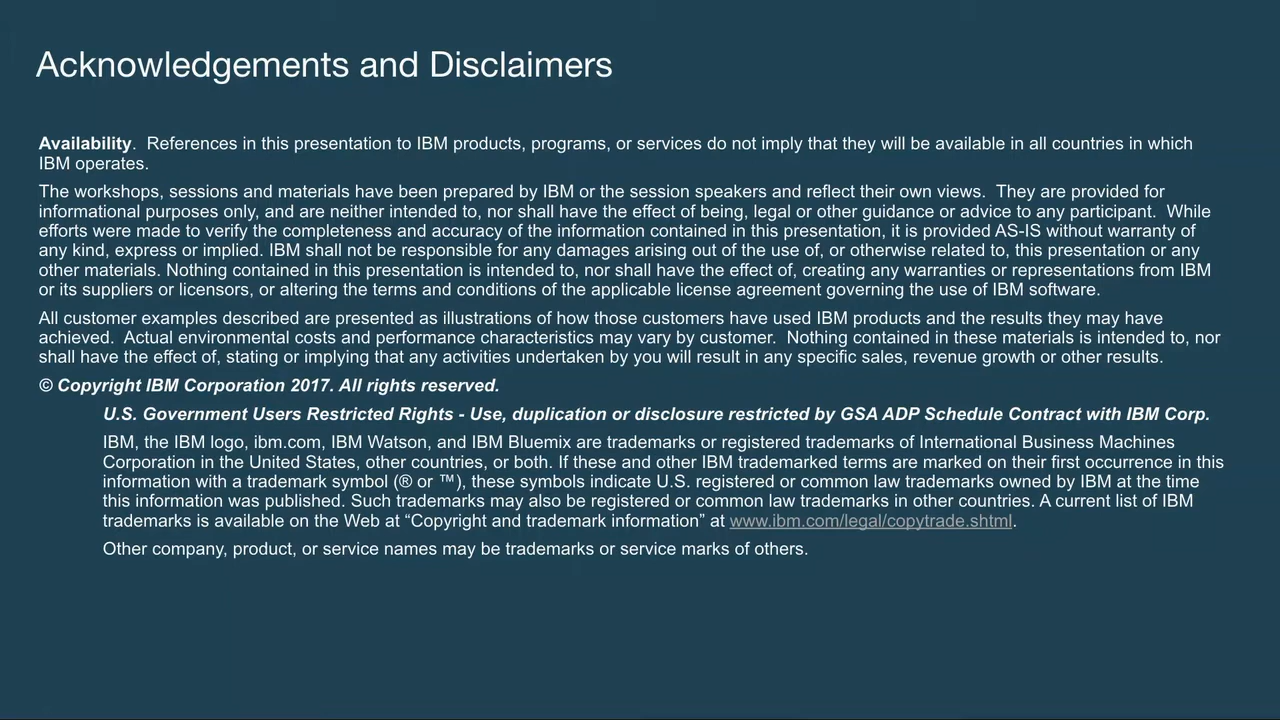 Acknowledgements and Disclaimers
Availability.  References in this presentation to IBM products, programs, or services do not imply that they will be available in all countries in which
IBM operates.
The workshops, sessions and materials have been prepared by IBM or the session speakers and reflect their own views.  They are provided for
informational purposes only, and are neither intended to, nor shall have the effect of being, legal or other guidance or advice to any participant.  While
efforts were made to verify the completeness and accuracy of the information contained in this presentation, it is provided AS-IS without warranty of
any kind, express or implied. IBM shall not be responsible for any damages arising out of the use of, or otherwise related to, this presentation or any
other materials. Nothing contained in this presentation is intended to, nor shall have the effect of, creating any warranties or representations from IBM
or its suppliers or licensors, or altering the terms and conditions of the applicable license agreement governing the use of IBM software.
All customer examples described are presented as illustrations of how those customers have used IBM products and the results they may have
achieved.  Actual environmental costs and performance characteristics may vary by customer.  Nothing contained in these materials is intended to, nor
shall have the effect of, stating or implying that any activities undertaken by you will result in any specific sales, revenue growth or other results.
© Copyright IBM Corporation 2017. All rights reserved.
U.S. Government Users Restricted Rights - Use, duplication or disclosure restricted by GSA ADP Schedule Contract with IBM Corp.
IBM, the IBM logo, ibm.com, IBM Watson, and IBM Bluemix are trademarks or registered trademarks of International Business Machines
Corporation in the United States, other countries, or both. If these and other IBM trademarked terms are marked on their first occurrence in this
information with a trademark symbol (® or ™), these symbols indicate U.S. registered or common law trademarks owned by IBM at the time
this information was published. Such trademarks may also be registered or common law trademarks in other countries. A current list of IBM
trademarks is available on the Web at “Copyright and trademark information” at www.ibm.com/legal/copytrade.shtml.
Other company, product, or service names may be trademarks or service marks of others.